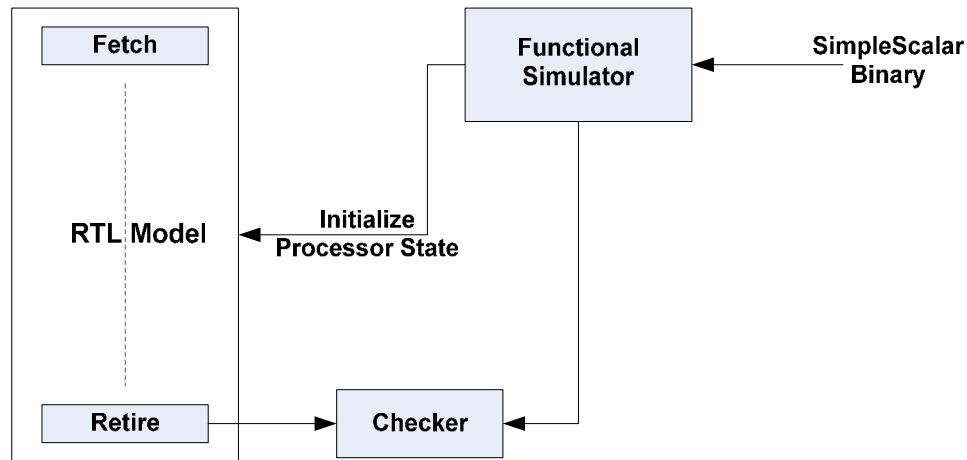 Fetch
Functional
Simulator
SimpleScalar
Binary
RTL Model
Initialize
Processor State
Retire
Checker